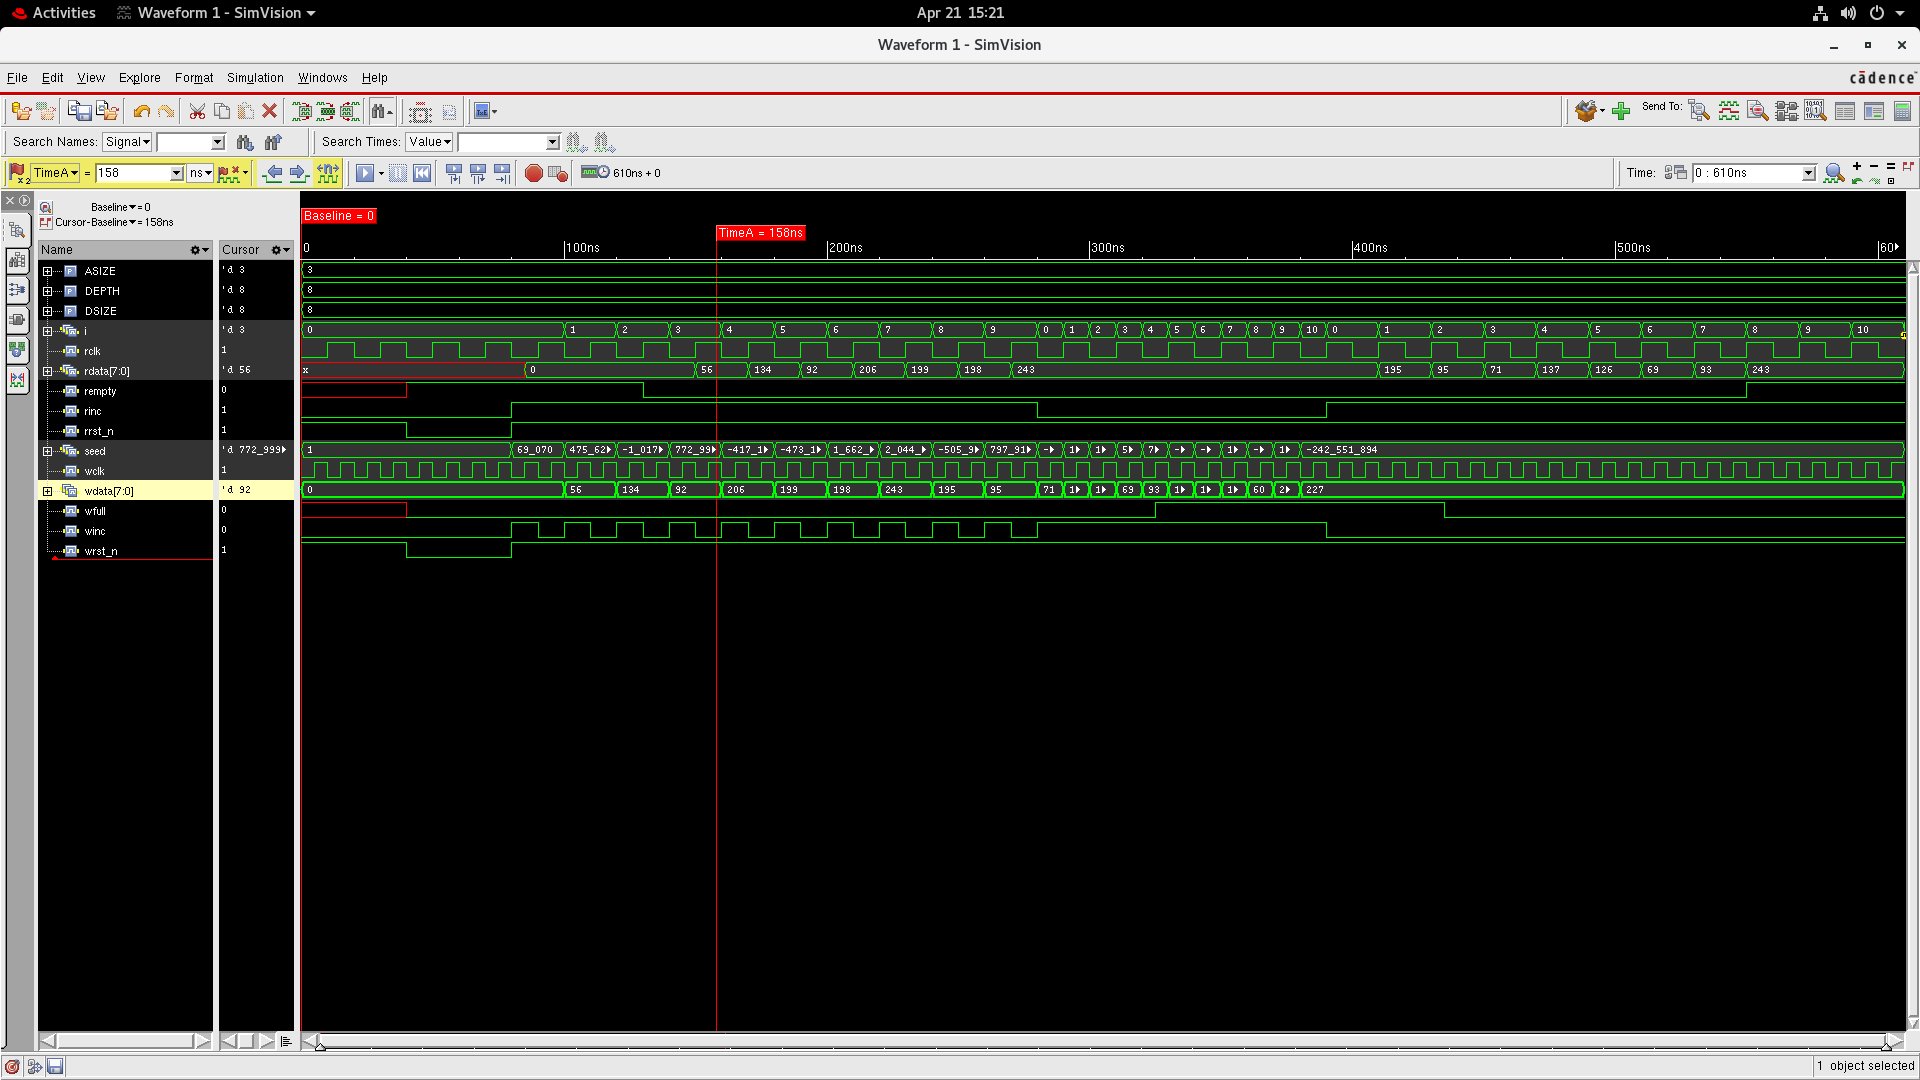 Activities Waveform 1 - SimVision Apr 21 15:21
Waveform 1 - SimVision
File Edit View Explore Format Simulation Windows Help cādence
Send To:
Search Names: Signal Search Times: Value
TimeA = 158 ns 610ns + 0 Time: 0 : 610ns
Baseline = 0
Cursor-Baseline = 158ns
Baseline = 0
TimeA = 158ns
Name Cursor 0 100ns 200ns 300ns 400ns 500ns 60
ASIZE 'd 3 3
DEPTH 'd 8 8
DSIZE 'd 8 8
i 'd 3 0 1 2 3 4 5 6 7 8 9 0 1 2 3 4 5 6 7 8 9 10 0 1 2 3 4 5 6 7 8 9 10
rclk 1
rdata[7:0] 'd 56 x 0 56 134 92 206 199 198 243 195 95 71 137 126 69 93 243
rempty 0
rinc 1
rrst_n 1
seed 'd 772_999 1 69_070 475_62 -1_017 772_99 -417_1 -473_1 1_662_ 2_044_ -505_9 797_91 - 1 1 5 7 - - 1 - 1 -242_551_894
wclk 1
wdata[7:0] 'd 92 0 56 134 92 206 199 198 243 195 95 71 1 1 69 93 1 1 1 60 2 227
wfull 0
winc 0
wrst_n 1
1 object selected